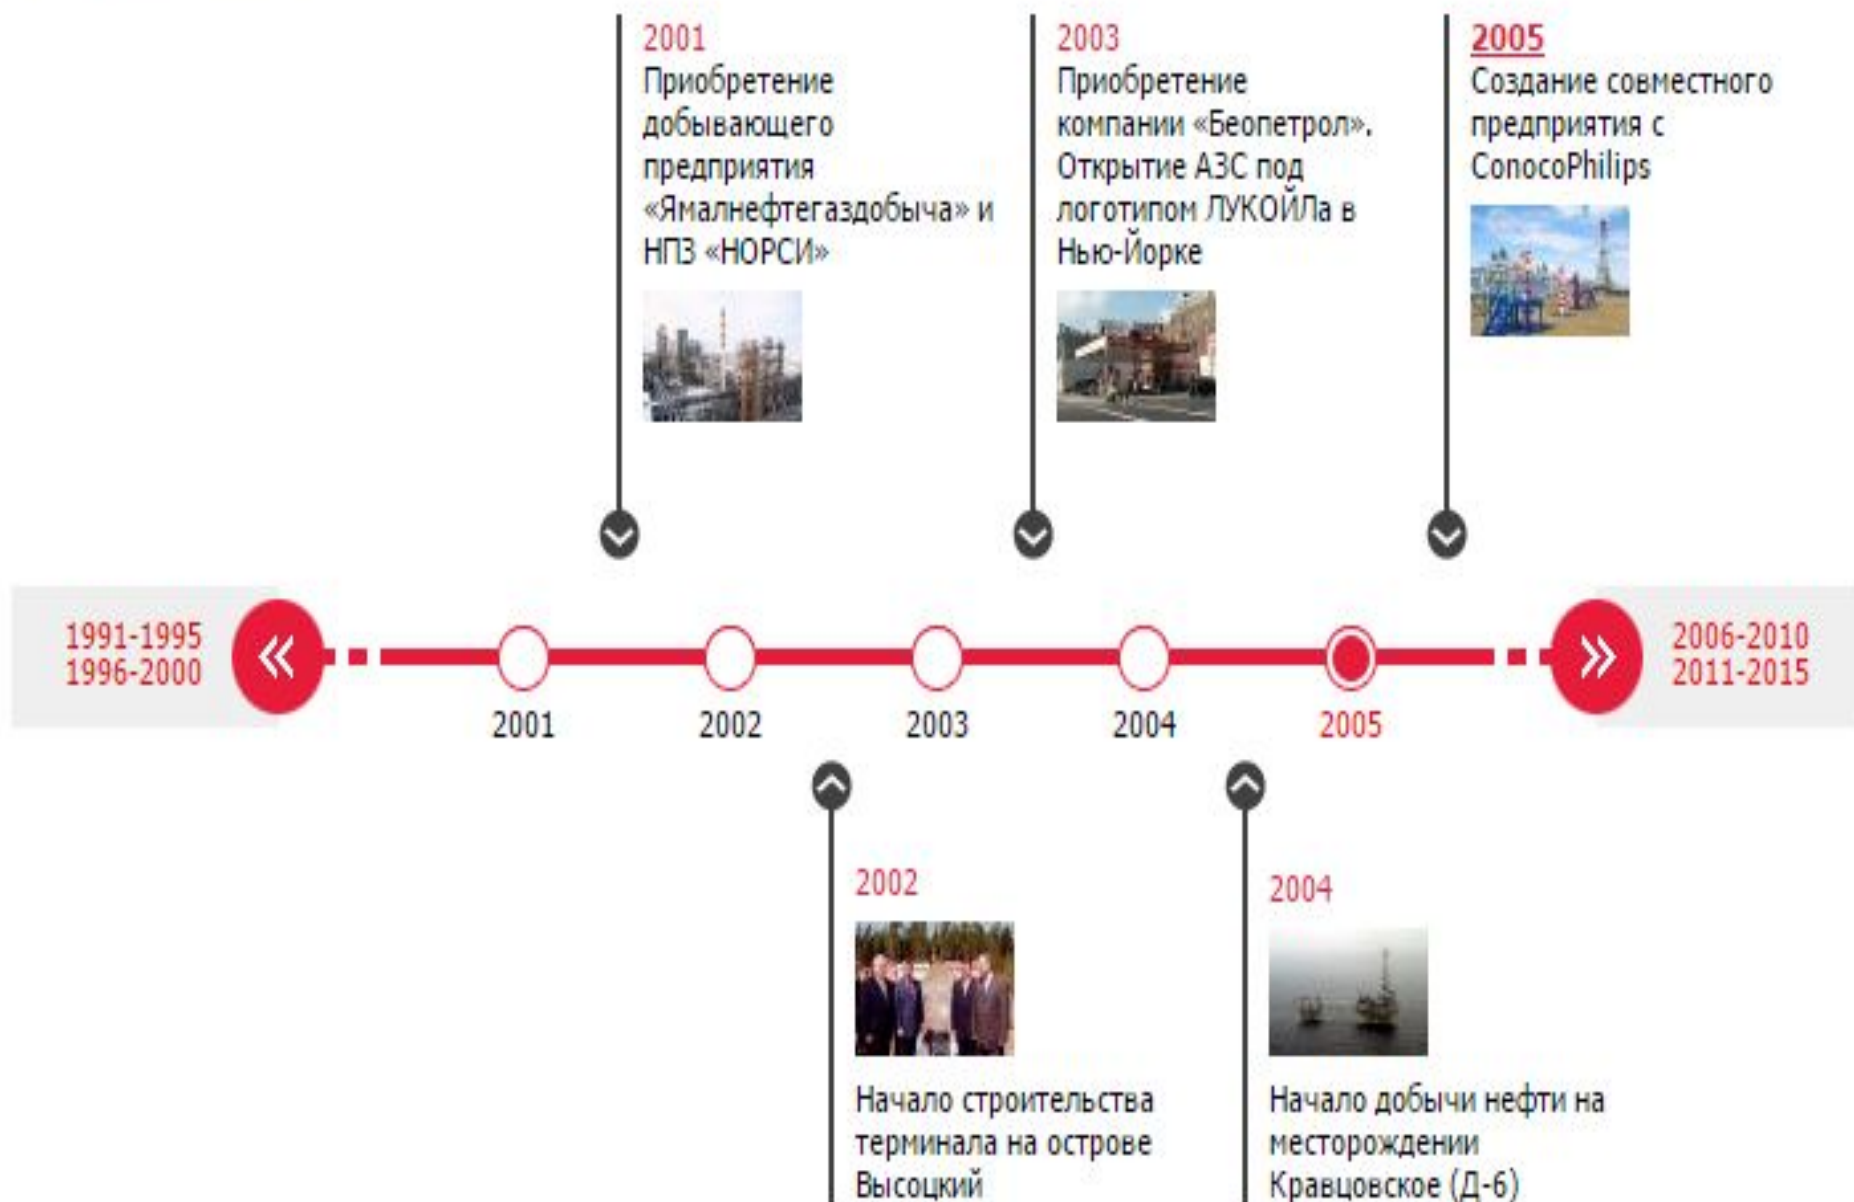 2001
Приобретение
добывающего
предприятия
«Ямалнефтегаздобыча» и
НПЗ «НОРСИ»
2003
Приобретение
компании «Беопетрол».
Открытие АЗС под
логотипом ЛУКОЙЛа в
Нью-Йорке
2005
Создание совместного
предприятия с
ConocoPhilips
1991-1995
1996-2000
2006-2010
2011-2015
2001
2002
2003
2004
2005
2002
Начало строительства
терминала на острове
Высоцкий
2004
Начало добычи нефти на
месторождении
Кравцовское (Д-6)